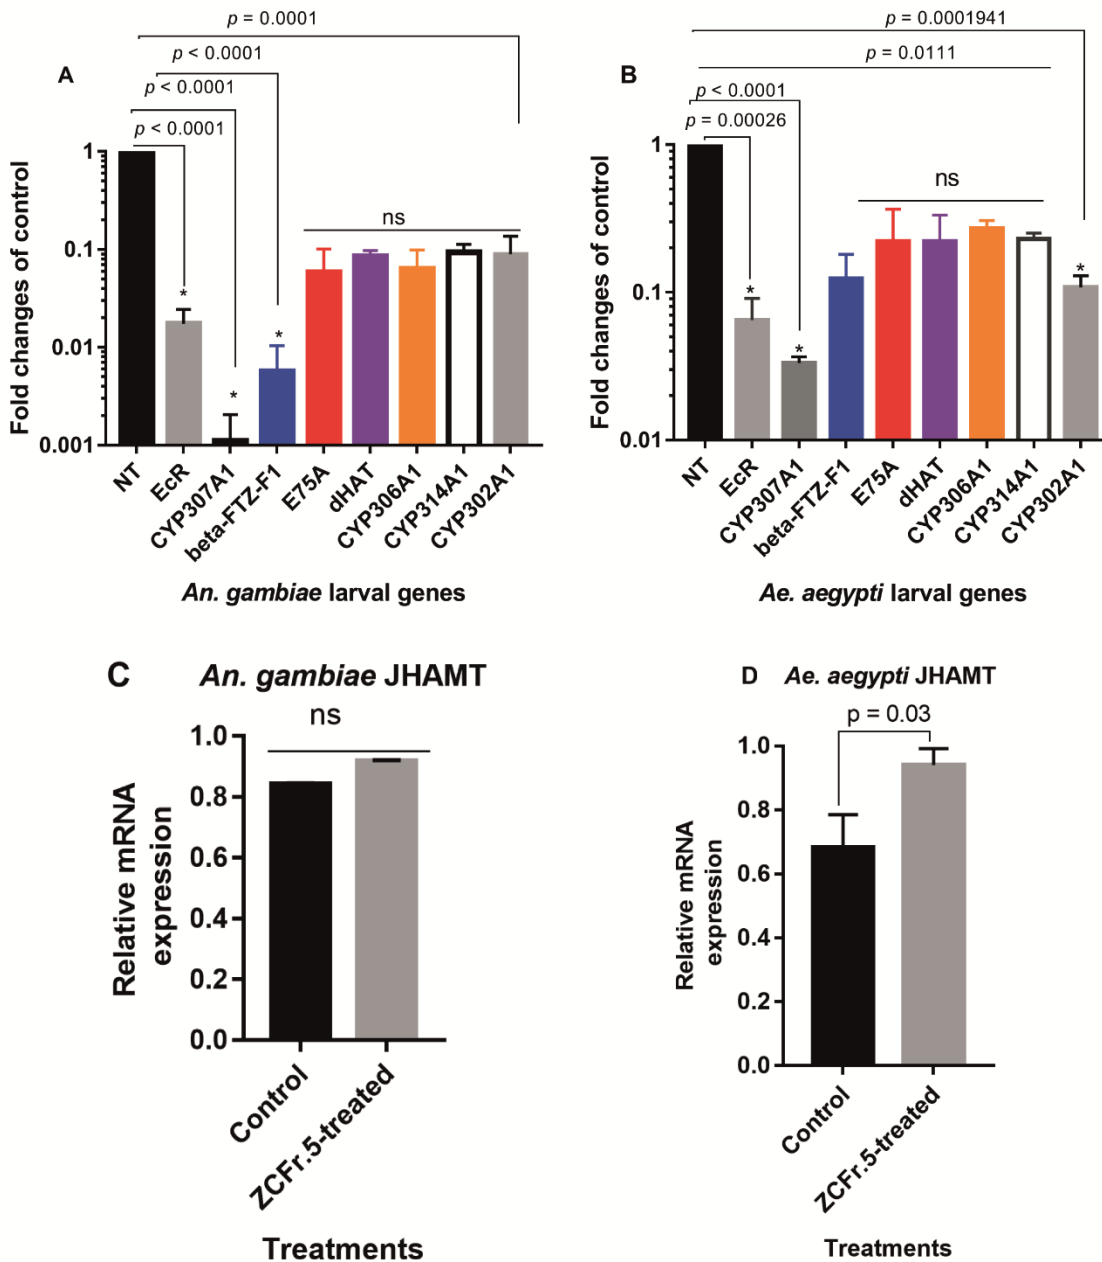 A
p = 0.0001
p < 0.0001
p < 0.0001
p < 0.0001
Fold changes of control
1
0.1
0.01
0.001
*
*
*
ns
NT
EcR
CYP307A1
beta-FTZ-F1
E75A
dHAT
CYP306A1
CYP314A1
CYP302A1
An. gambiae larval genes
B
p = 0.0001941
p = 0.0111
p < 0.0001
p = 0.00026
Fold changes of control
1
0.1
0.01
*
*
ns
*
NT
EcR
CYP307A1
beta-FTZ-F1
E75A
dHAT
CYP306A1
CYP314A1
CYP302A1
Ae. aegypti larval genes
C An. gambiae JHAMT
ns
Relative mRNA
expression
1.0
0.8
0.6
0.4
0.2
0.0
Control
ZCFr.5-treated
Treatments
D Ae. aegypti JHAMT
p = 0.03
Relative mRNA
expression
1.0
0.8
0.6
0.4
0.2
0.0
Control
ZCFr.5-treated
Treatments